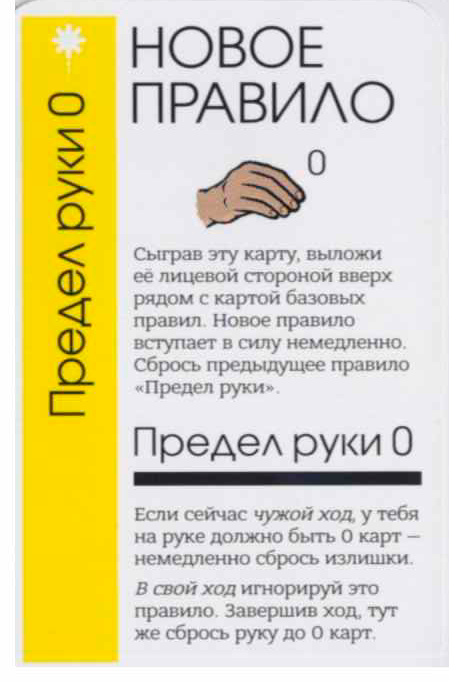 Предел руки 0
НОВОЕ
ПРАВИЛО
0
Сыграв эту карту, выложи
её лицевой стороной вверх
рядом с картой базовых
правил. Новое правило
вступает в силу немедленно.
Сбрось предыдущее правило
«Предел руки».
Предел руки 0
Если сейчас чужой ход, у тебя
на руке должно быть 0 карт —
немедленно сбрось излишки.
В свой ход игнорируй это
правило. Завершив ход, тут
же сбрось руку до 0 карт.